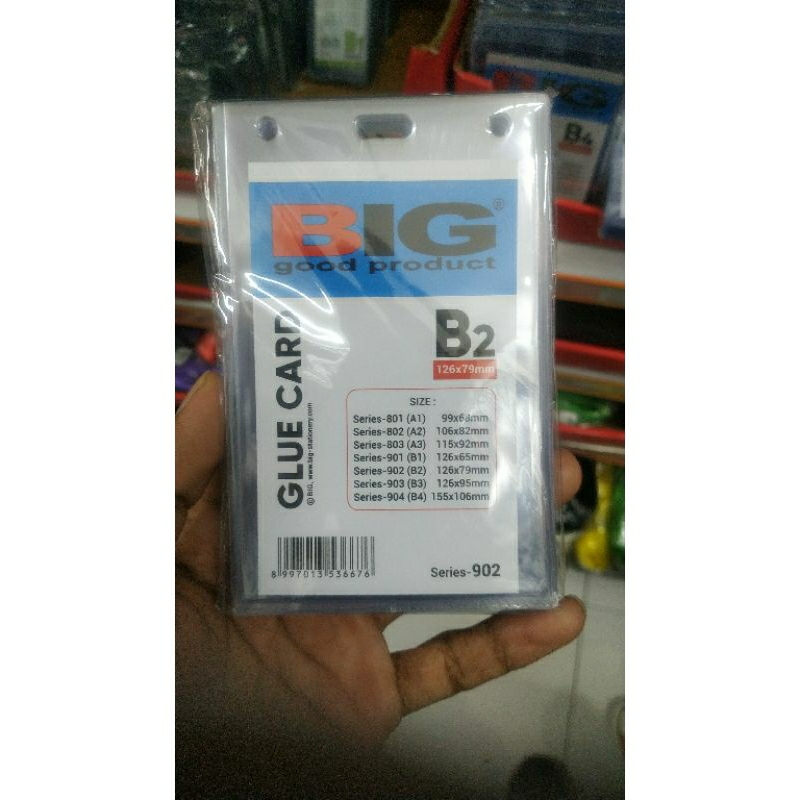 BIG®
good product
GLUE CARD
© BIG, www.big-stationery.com
B2
126x79mm
SIZE :
Series-801 (A1) 99x68mm
Series-802 (A2) 106x82mm
Series-803 (A3) 115x92mm
Series-901 (B1) 126x65mm
Series-902 (B2) 126x79mm
Series-903 (B3) 126x95mm
Series-904 (B4) 155x106mm
8 997013 536676
Series-902
B4